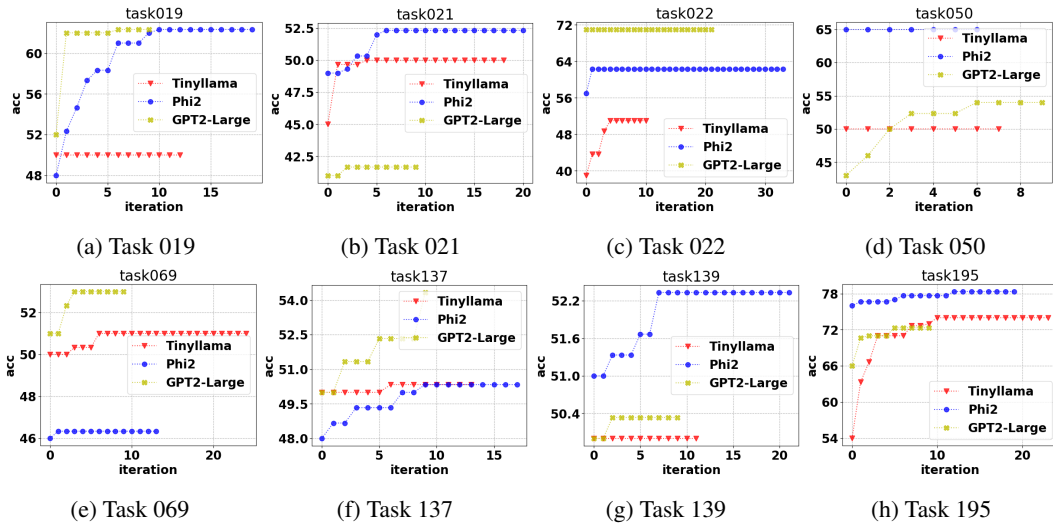 task019
acc
60
56
52
48
0
5
10
15
iteration
Tinyllama
Phi2
GPT2-Large
(a) Task 019
task021
acc
52.5
50.0
47.5
45.0
42.5
0
5
10
15
20
iteration
Tinyllama
Phi2
GPT2-Large
(b) Task 021
task022
acc
72
64
56
48
40
0
10
20
30
iteration
Tinyllama
Phi2
GPT2-Large
(c) Task 022
task050
acc
65
60
55
50
45
0
2
4
6
8
iteration
Tinyllama
Phi2
GPT2-Large
(d) Task 050
task069
acc
52
50
48
46
0
10
20
iteration
Tinyllama
Phi2
GPT2-Large
(e) Task 069
task137
acc
54.0
52.5
51.0
49.5
48.0
0
5
10
15
iteration
Tinyllama
Phi2
GPT2-Large
(f) Task 137
task139
acc
52.2
51.6
51.0
50.4
0
5
10
15
20
iteration
Tinyllama
Phi2
GPT2-Large
(g) Task 139
task195
acc
78
72
66
60
54
0
10
20
iteration
Tinyllama
Phi2
GPT2-Large
(h) Task 195